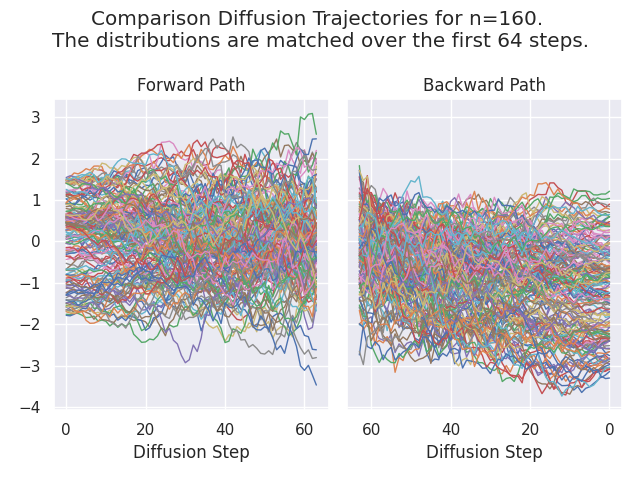 Comparison Diffusion Trajectories for n=160.
The distributions are matched over the first 64 steps.
Forward Path
Backward Path
3
2
1
0
−1
−2
−3
−4
0 20 40 60
60 40 20 0
Diffusion Step
Diffusion Step